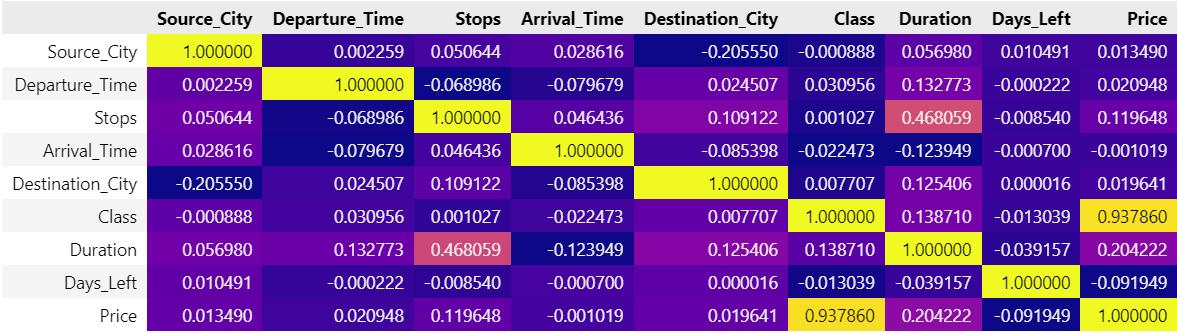 Source_City Departure_Time Stops Arrival_Time Destination_City Class Duration Days_Left Price
Source_City 1.000000 0.002259 0.050644 0.028616 -0.205550 -0.000888 0.056980 0.010491 0.013490
Departure_Time 0.002259 1.000000 -0.068986 -0.079679 0.024507 0.030956 0.132773 -0.000222 0.020948
Stops 0.050644 -0.068986 1.000000 0.046436 0.109122 0.001027 0.468059 -0.008540 0.119648
Arrival_Time 0.028616 -0.079679 0.046436 1.000000 -0.085398 -0.022473 -0.123949 -0.000700 -0.001019
Destination_City -0.205550 0.024507 0.109122 -0.085398 1.000000 0.007707 0.125406 0.000016 0.019641
Class -0.000888 0.030956 0.001027 -0.022473 0.007707 1.000000 0.138710 -0.013039 0.937860
Duration 0.056980 0.132773 0.468059 -0.123949 0.125406 0.138710 1.000000 -0.039157 0.204222
Days_Left 0.010491 -0.000222 -0.008540 -0.000700 0.000016 -0.013039 -0.039157 1.000000 -0.091949
Price 0.013490 0.020948 0.119648 -0.001019 0.019641 0.937860 0.204222 -0.091949 1.000000